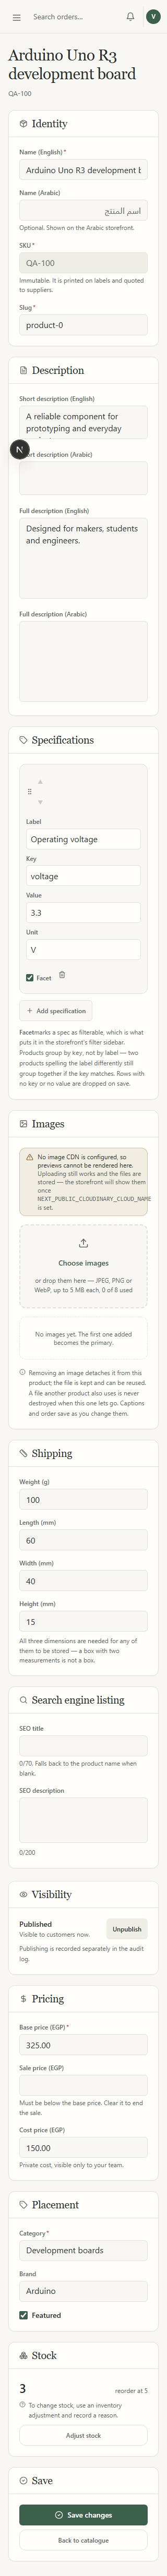 Search orders...
V
Arduino Uno R3
development board
QA-100
Identity
Name (English) *
Arduino Uno R3 development
Name (Arabic)
اسم المنتج
Optional. Shown on the Arabic storefront.
SKU *
QA-100
Immutable. It is printed on labels and quoted
to suppliers.
Slug *
product-0
Description
Short description (English)
A reliable component for
prototyping and everyday
N
ort description (Arabic)
Full description (English)
Designed for makers, students
and engineers.
Full description (Arabic)
Specifications
Label
Operating voltage
Key
voltage
Value
3.3
Unit
V
Facet
Add specification
Facetmarks a spec as filterable, which is what
puts it in the storefront's filter sidebar.
Products group by key, not by label — two
products spelling the label differently still
group together if the key matches. Rows with
no key or no value are dropped on save.
Images
No image CDN is configured, so
previews cannot be rendered here.
Uploading still works and the files
are stored — the storefront will show
them once
NEXT_PUBLIC_CLOUDINARY_CLOUD_NAME
is set.
Choose images
or drop them here — JPEG, PNG or
WebP, up to 5 MB each, 0 of 8 used
No images yet. The first one added
becomes the primary.
Removing an image detaches it from this
product; the file is kept and can be reused.
A file another product also uses is never
destroyed when this one lets go. Captions
and order save as you change them.
Shipping
Weight (g)
100
Length (mm)
60
Width (mm)
40
Height (mm)
15
All three dimensions are needed for any of
them to be stored — a box with two
measurements is not a box.
Search engine listing
SEO title
0/70. Falls back to the product name when
blank.
SEO description
0/200
Visibility
Published
Visible to customers now.
Unpublish
Publishing is recorded separately in the audit
log.
Pricing
Base price (EGP) *
325.00
Sale price (EGP)
Must be below the base price. Clear it to end
the sale.
Cost price (EGP)
150.00
Private cost, visible only to your team.
Placement
Category *
Development boards
Brand
Arduino
Featured
Stock
3
reorder at 5
To change stock, use an inventory
adjustment and record a reason.
Adjust stock
Save
Save changes
Back to catalogue